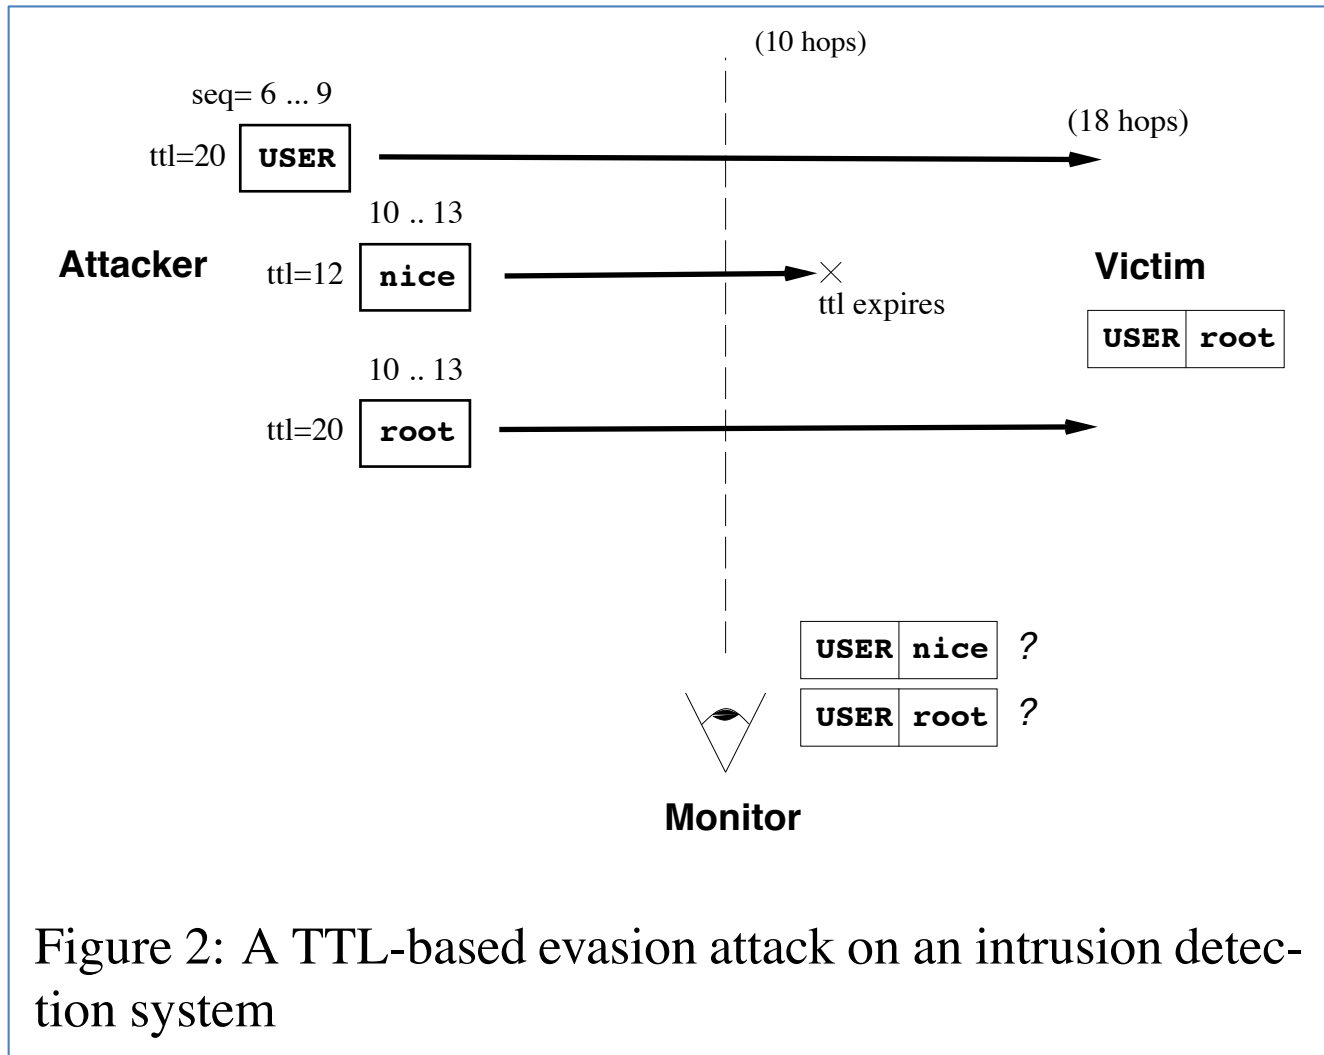 (10 hops)
seq= 6 ... 9
(18 hops)
ttl=20 USER
10 .. 13
Attacker
ttl=12 nice
ttl expires
Victim
USER root
10 .. 13
ttl=20 root
USER nice ?
USER root ?
Monitor
Figure 2: A TTL-based evasion attack on an intrusion detec-
tion system